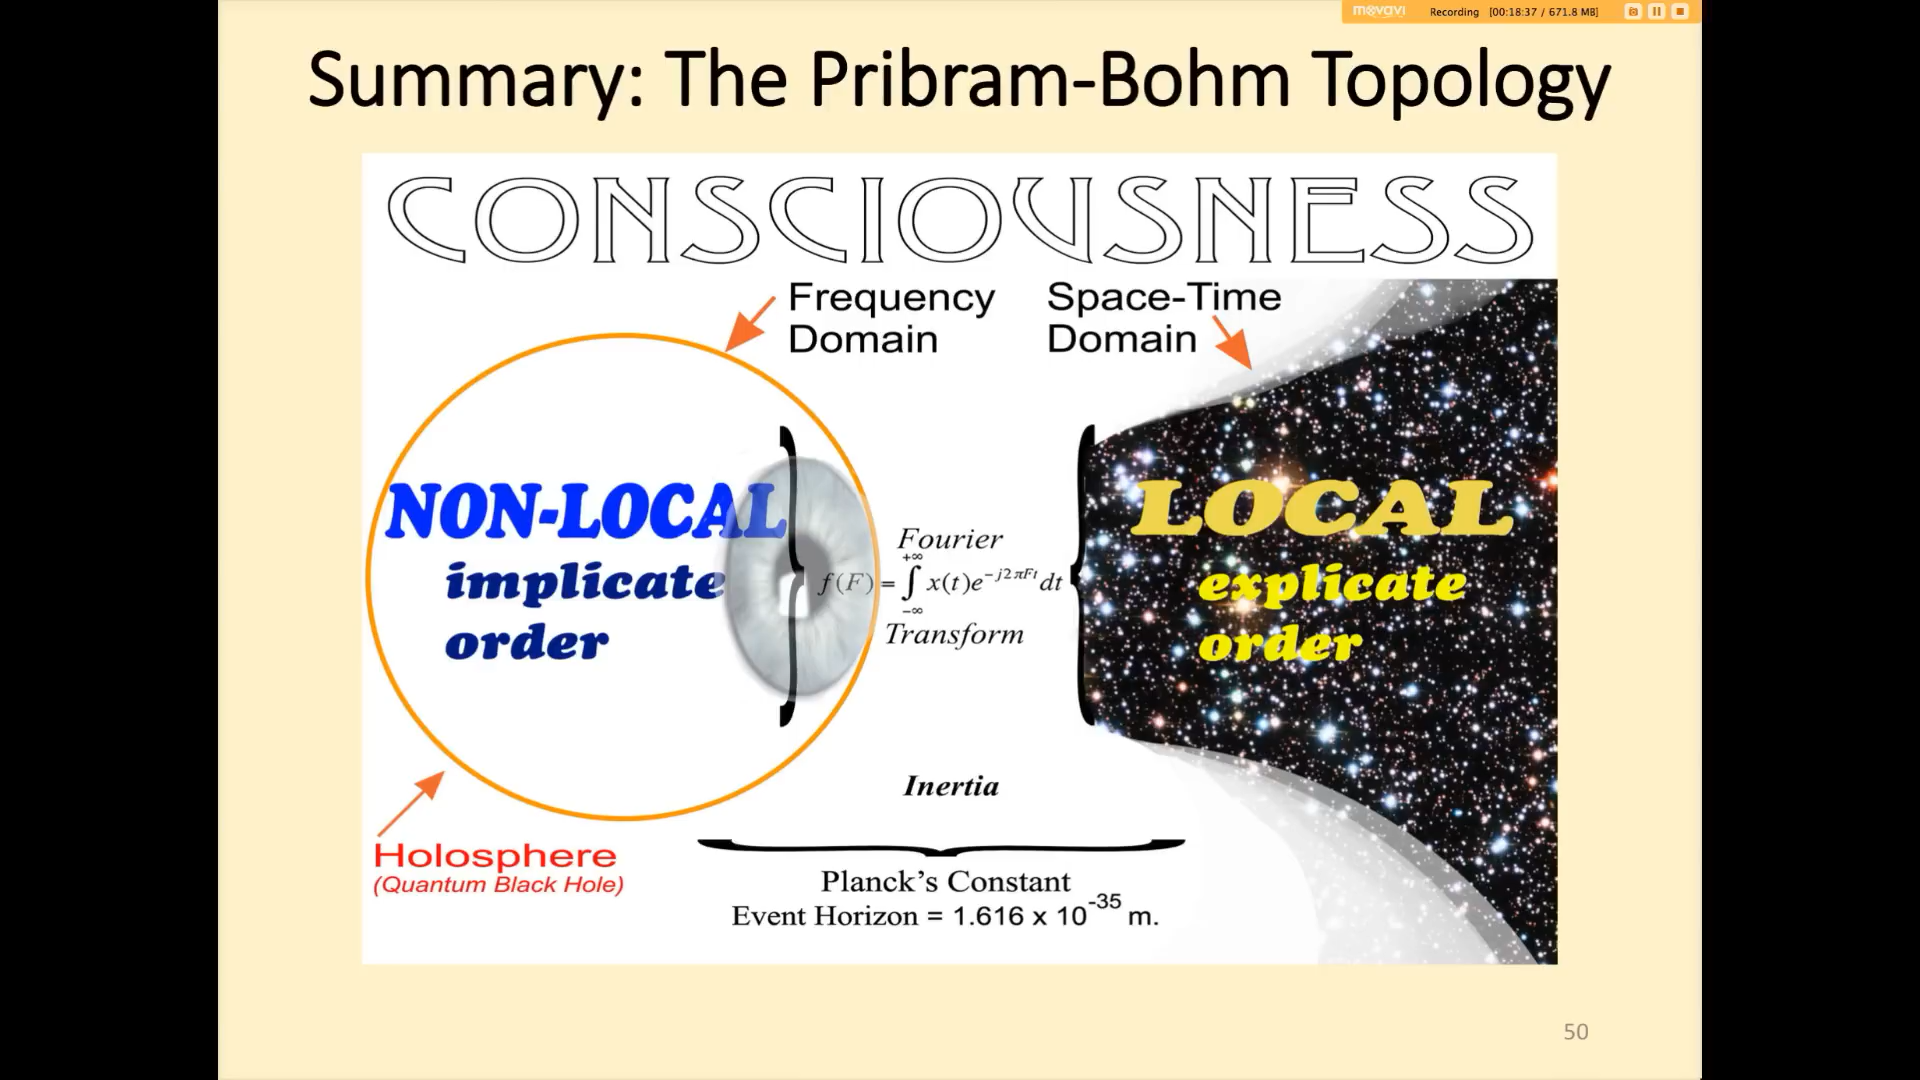 movavi Recording [00:18:37 / 671.8 MB]
Summary: The Pribram-Bohm Topology
CONSCIOUSNESS
Frequency
Domain
Space-Time
Domain
NON-LOCAL
implicate
order
Fourier
f(F) = ∫_{-∞}^{+∞} x(t)e^{-j2πFt} dt
Transform
LOCAL
explicate
order
Inertia
Holosphere
(Quantum Black Hole)
Planck's Constant
Event Horizon = 1.616 x 10^{-35} m.
50